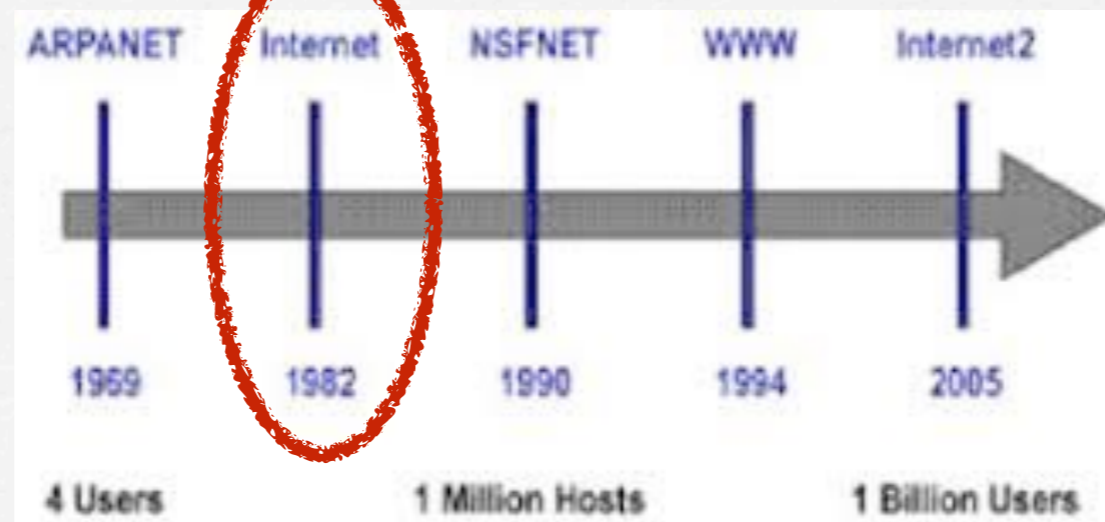 ARPANET Internet NSFNET WWW Internet2
1969 1982 1990 1994 2005
4 Users 1 Million Hosts 1 Billion Users